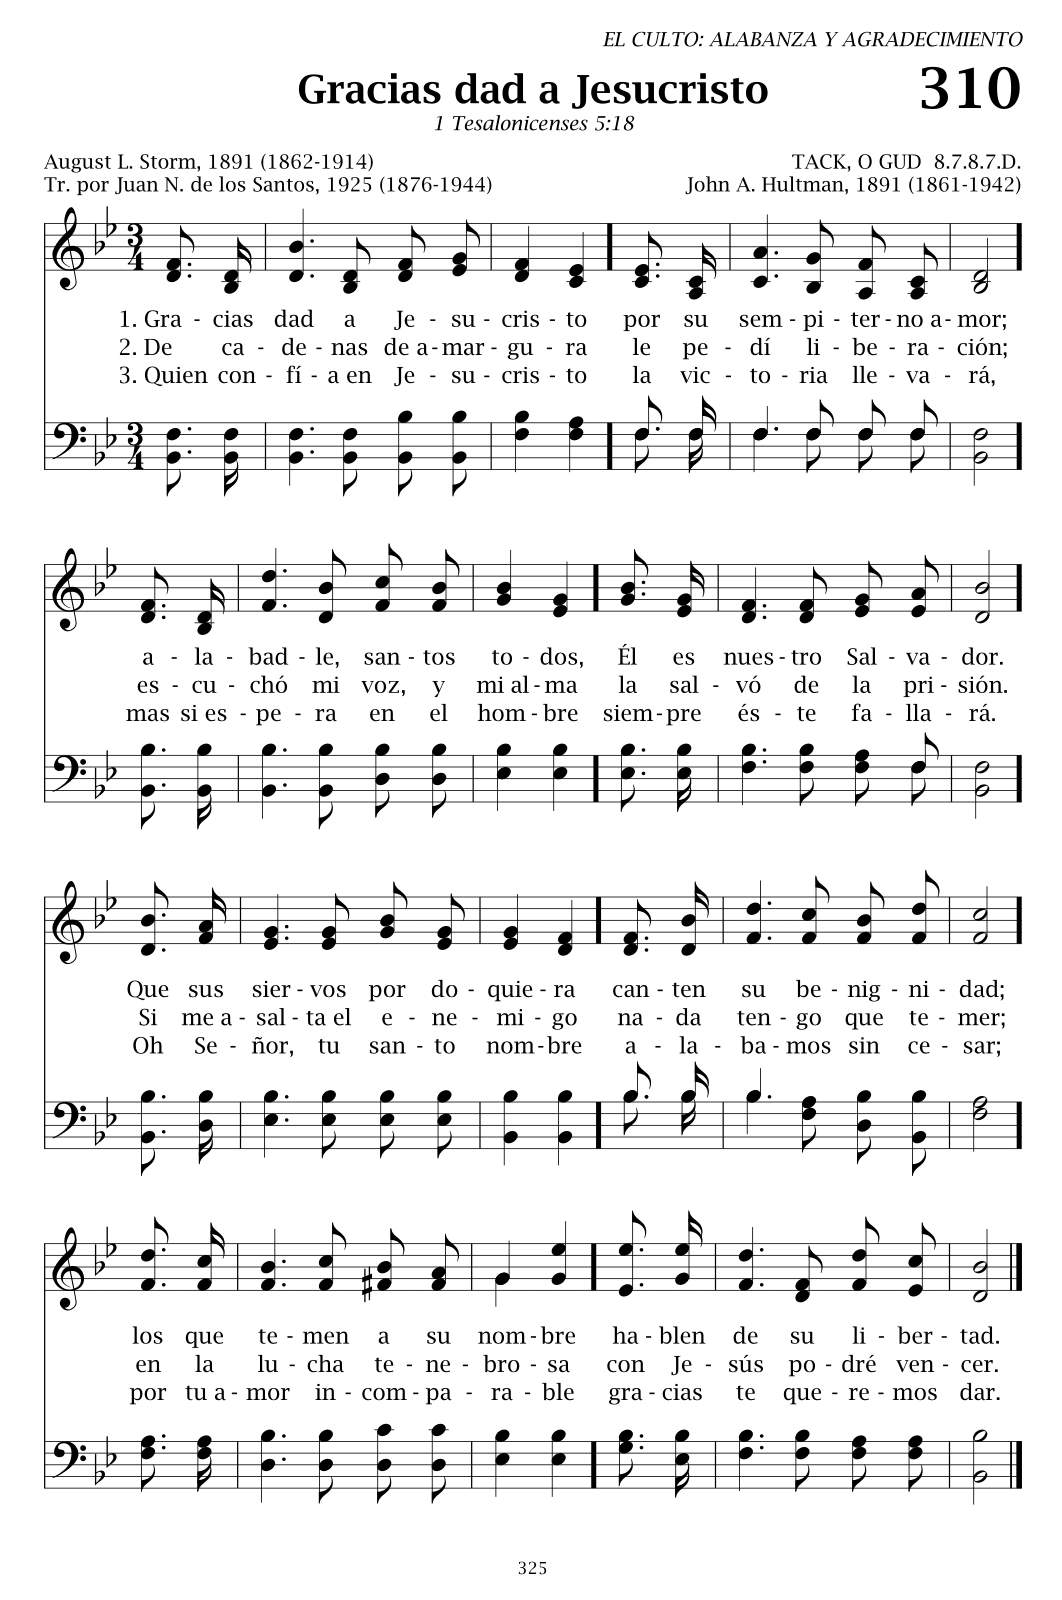 EL CULTO: ALABANZA Y AGRADECIMIENTO
Gracias dad a Jesucristo 310
1 Tesalonicenses 5:18
August L. Storm, 1891 (1862-1914) TACK, O GUD 8.7.8.7.D.
Tr. por Juan N. de los Santos, 1925 (1876-1944) John A. Hultman, 1891 (1861-1942)
3 4
1. Gra - cias dad a Je - su - cris - to por su sem - pi - ter - no a - mor;
2. De ca - de - nas de a - mar - gu - ra le pe - dí li - be - ra - ción;
3. Quien con - fí - a en Je - su - cris - to la vic - to - ria lle - va - rá,
3 4
a - la - bad - le, san - tos to - dos, Él es nues - tro Sal - va - dor.
es - cu - chó mi voz, y mi al - ma la sal - vó de la pri - sión.
mas si es - pe - ra en el hom - bre siem - pre és - te fa - lla - rá.
Que sus sier - vos por do - quie - ra can - ten su be - nig - ni - dad;
Si me a - sal - ta el e - ne - mi - go na - da ten - go que te - mer;
Oh Se - ñor, tu san - to nom - bre a - la - ba - mos sin ce - sar;
los que te - men a su nom - bre ha - blen de su li - ber - tad.
en la lu - cha te - ne - bro - sa con Je - sús po - dré ven - cer.
por tu a - mor in - com - pa - ra - ble gra - cias te que - re - mos dar.
325